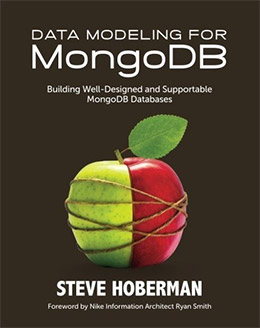 DATA MODELING FOR
MongoDB
Building Well-Designed and Supportable
MongoDB Databases
STEVE HOBERMAN
Foreword by Nike Information Architect Ryan Smith